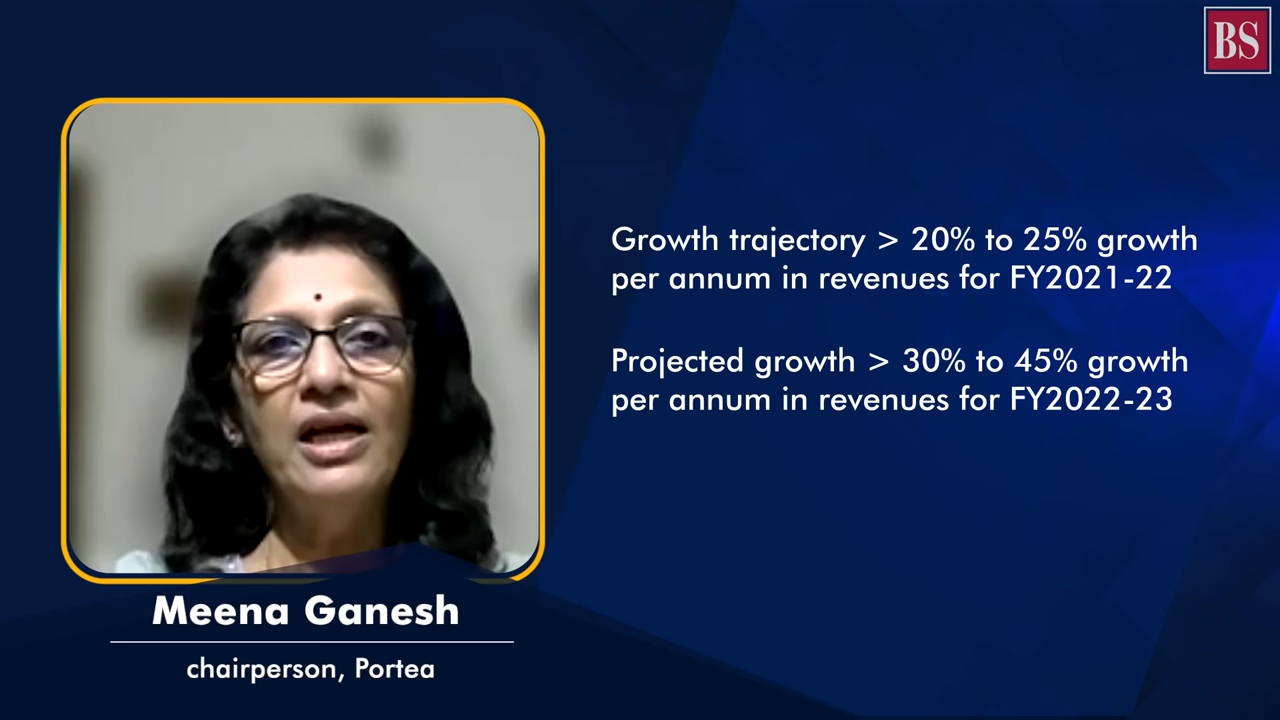 BS
Growth trajectory > 20% to 25% growth
per annum in revenues for FY2021-22
Projected growth > 30% to 45% growth
per annum in revenues for FY2022-23
Meena Ganesh
chairperson, Portea